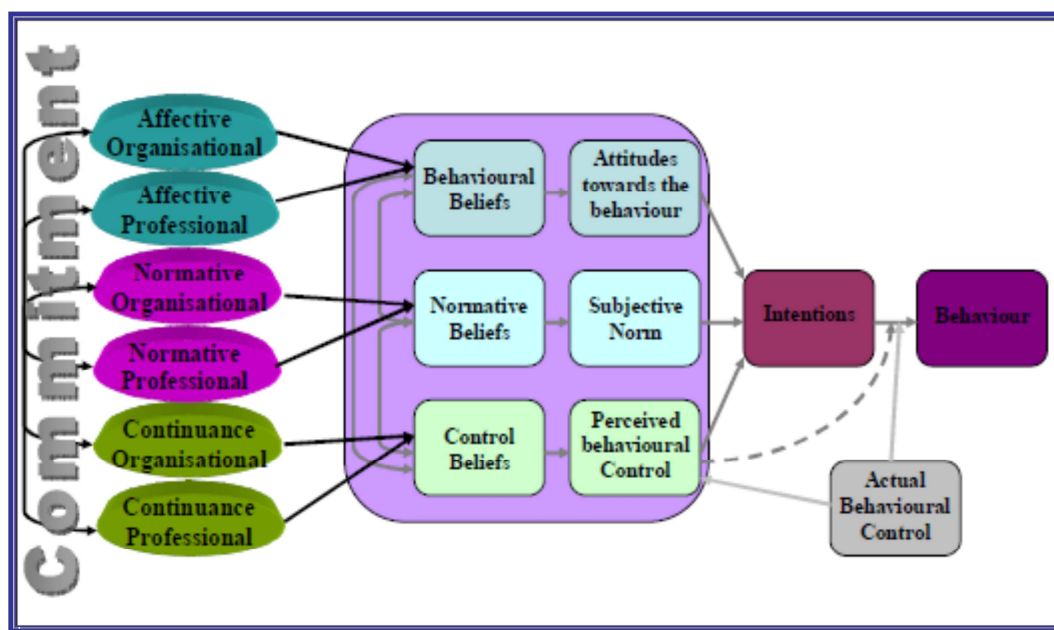 Commitment
Affective
Organisational
Affective
Professional
Normative
Organisational
Normative
Professional
Continuance
Organisational
Continuance
Professional
Behavioural
Beliefs
Attitudes
towards the
behaviour
Normative
Beliefs
Subjective
Norm
Control
Beliefs
Perceived
behavioural
Control
Intentions
Behaviour
Actual
Behavioural
Control